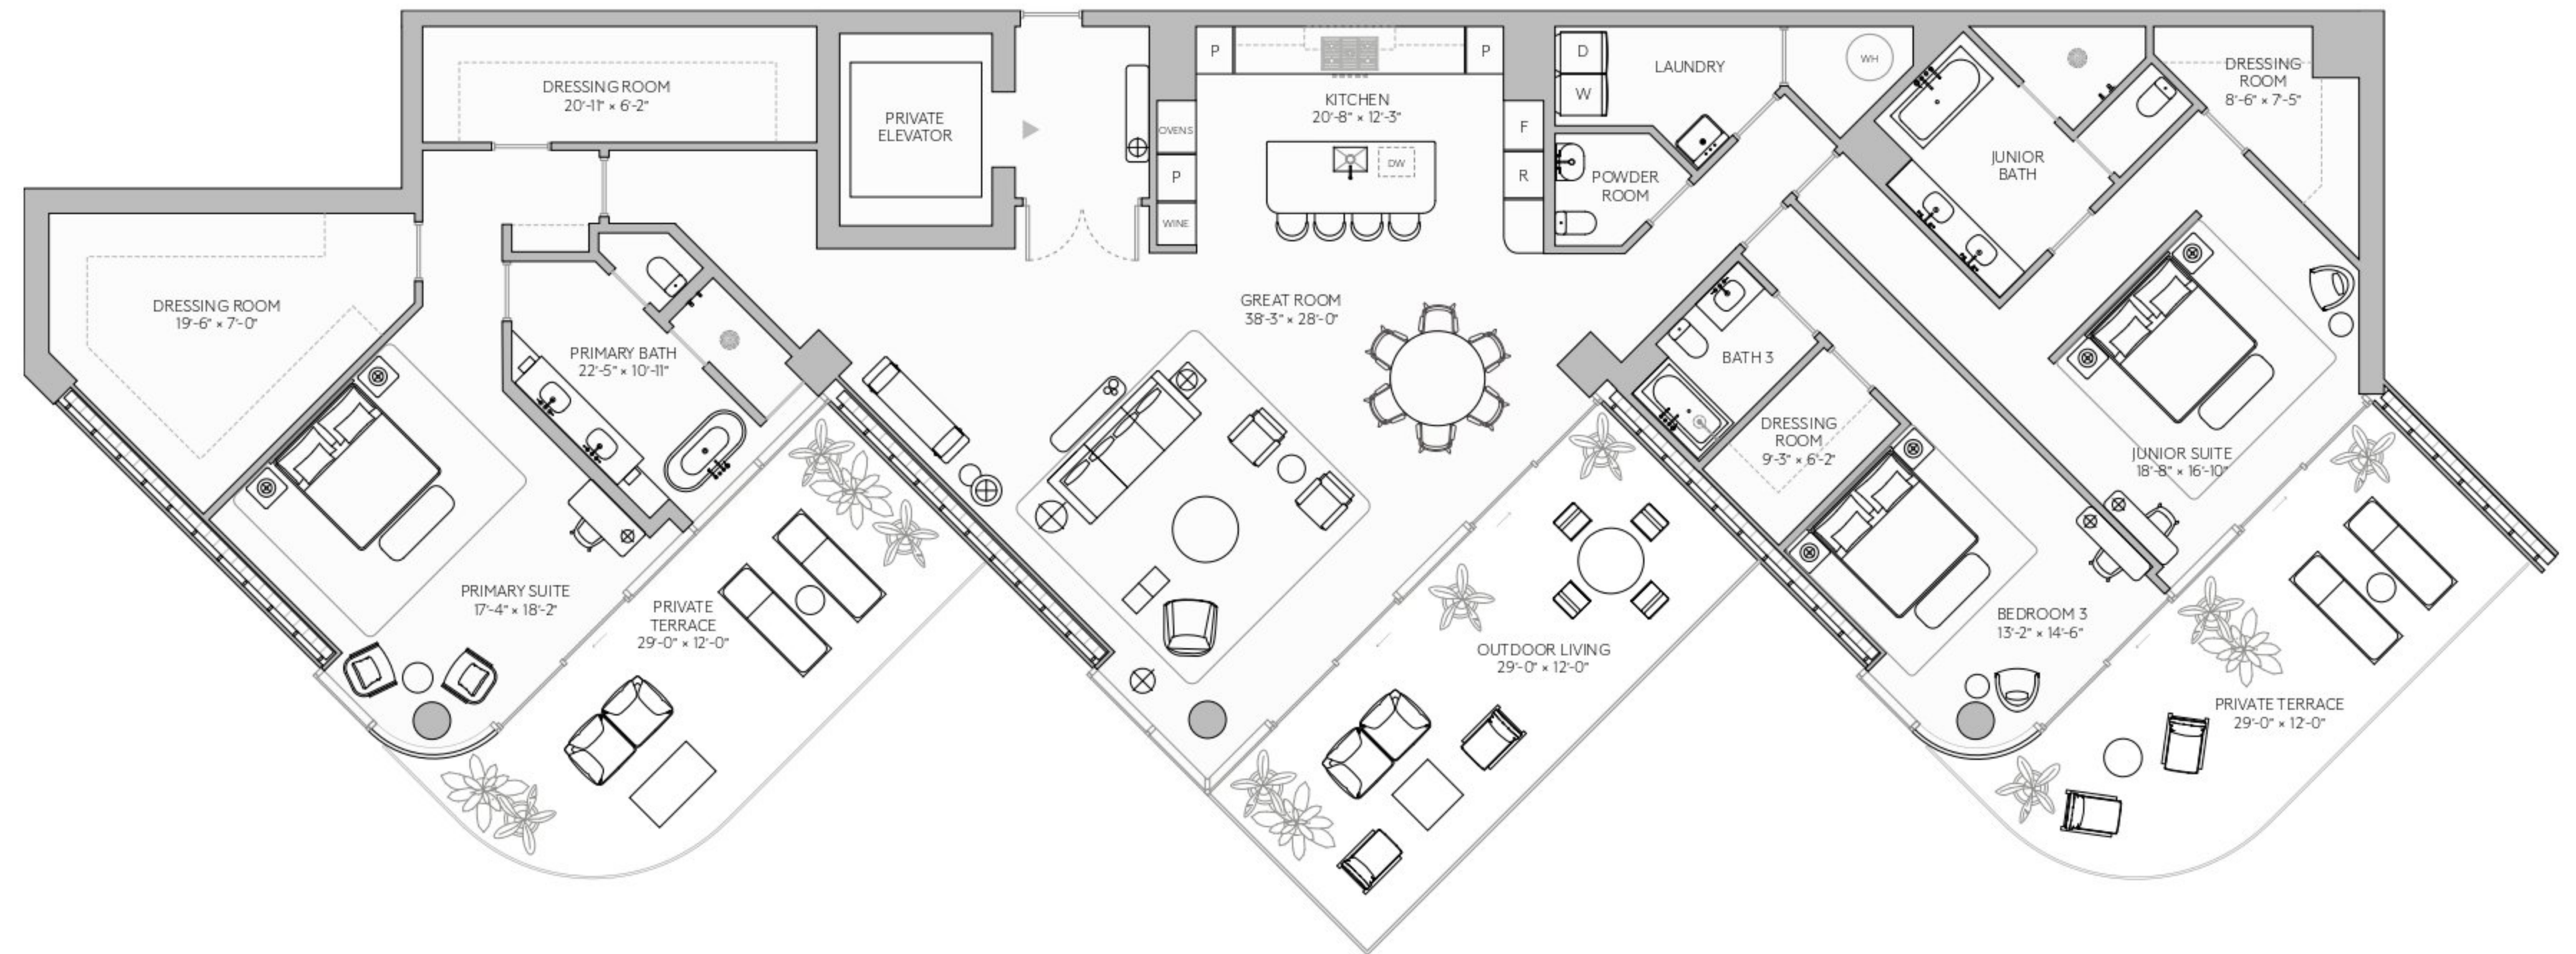 DRESSING ROOM
20'-11" × 6'-2"
PRIVATE
ELEVATOR
DRESSING ROOM
19'-6" × 7'-0"
PRIMARY BATH
22'-5" × 10'-11"
PRIMARY SUITE
17'-4" × 18'-2"
PRIVATE
TERRACE
29'-0" × 12'-0"
P
P
KITCHEN
20'-8" × 12'-3"
OVENS
P
WINE
DW
F
R
GREAT ROOM
38'-3" × 28'-0"
OUTDOOR LIVING
29'-0" × 12'-0"
D
W
LAUNDRY
WH
POWDER
ROOM
JUNIOR
BATH
DRESSING
ROOM
8'-6" × 7'-5"
BATH 3
DRESSING
ROOM
9'-3" × 6'-2"
JUNIOR SUITE
18'-8" × 16'-10"
BEDROOM 3
13'-2" × 14'-6"
PRIVATE TERRACE
29'-0" × 12'-0"